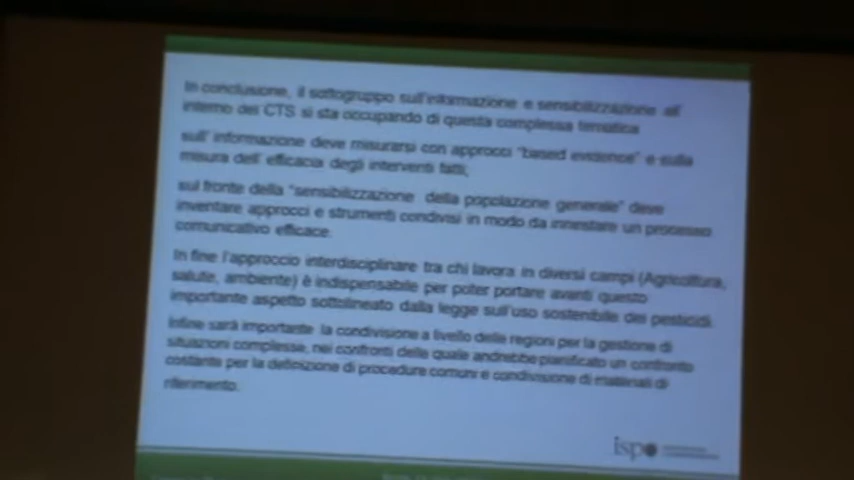 In conclusione, il sottogruppo sull'informazione e sensibilizzazione all'
interno del CTS si sta occupando di questa complessa tematica
sull' informazione deve misurarsi con approcci "based evidence" e sulla
misura dell' efficacia degli interventi fatti;
sul fronte della "sensibilizzazione della popolazione generale" deve
inventare approcci e strumenti condivisi in modo da innestare un processo
comunicativo efficace.
In fine l'approccio interdisciplinare tra chi lavora in diversi campi (Agricoltura,
salute, ambiente) è indispensabile per poter portare avanti questo
importante aspetto sottolineato dalla legge sull'uso sostenibile dei pesticidi.
Infine sarà importante la condivisione a livello delle regioni per la gestione di
situazioni complesse, nei confronti delle quale andrebbe pianificato un confronto
costante per la definizione di procedure comuni e condivisione di materiali di
riferimento.
ispo